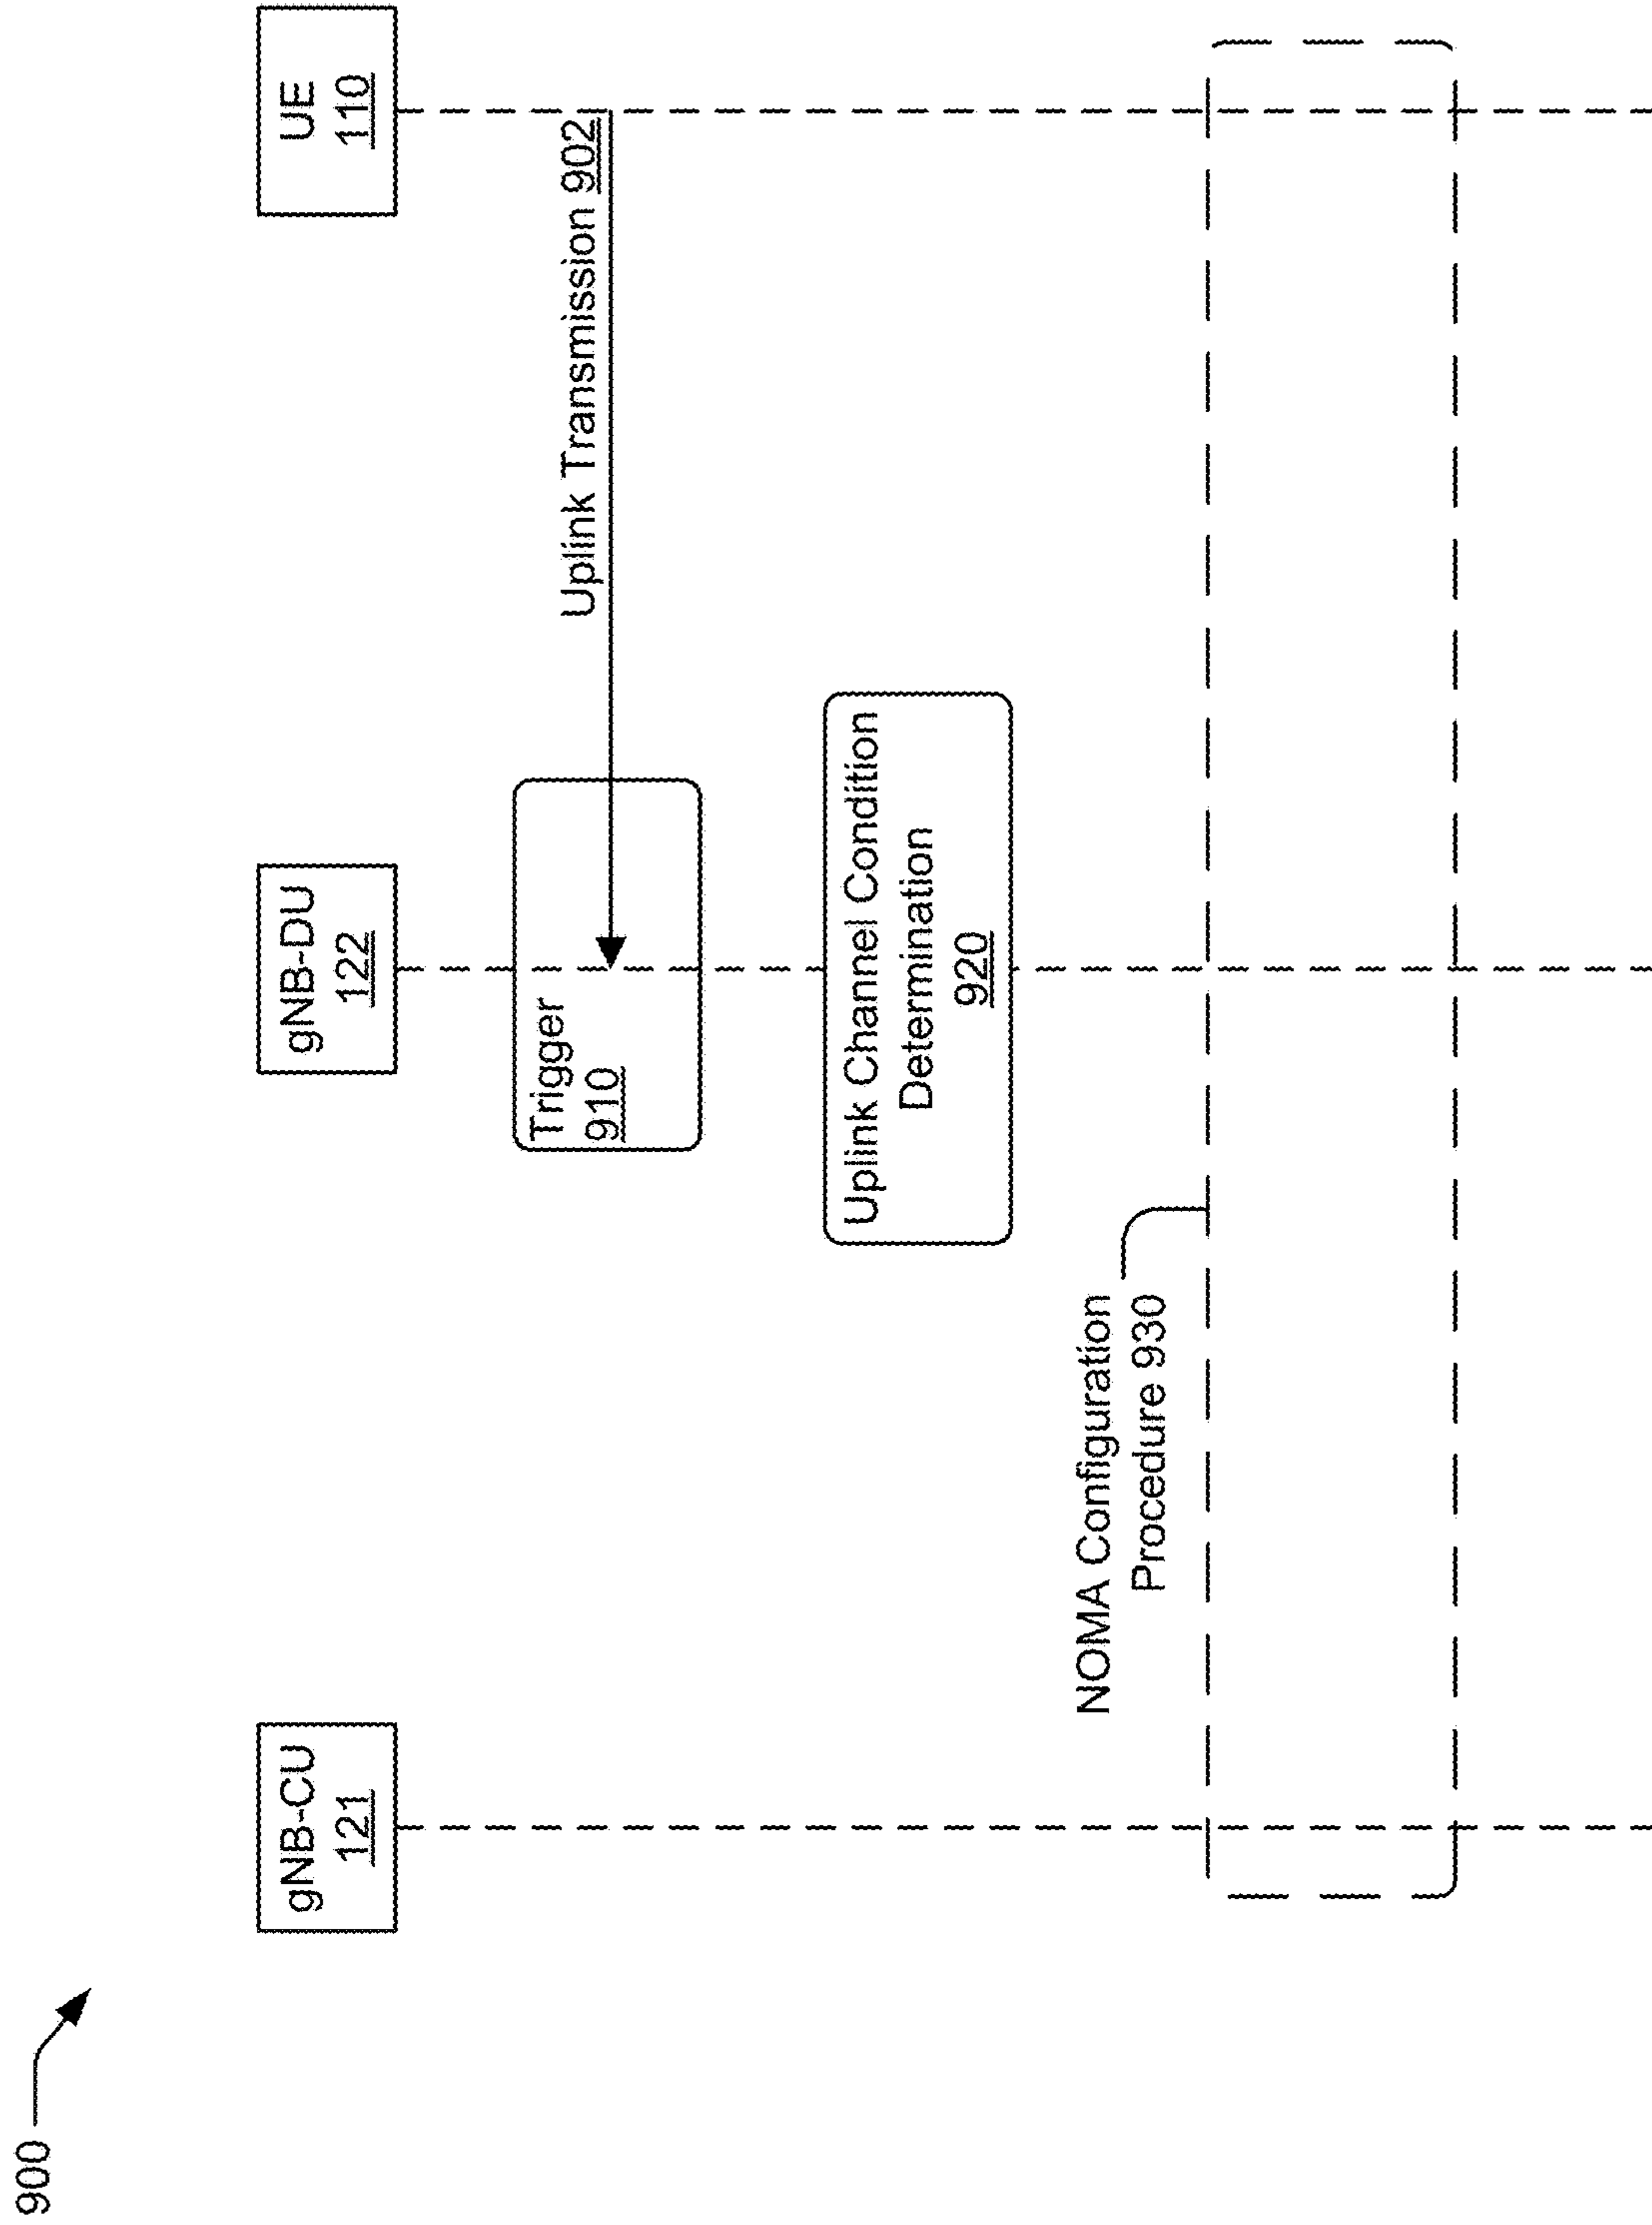 900
gNB-CU
121
gNB-DU
122
UE
110
Trigger
910
Uplink Transmission 902
Uplink Channel Condition
Determination
920
NOMA Configuration
Procedure 930